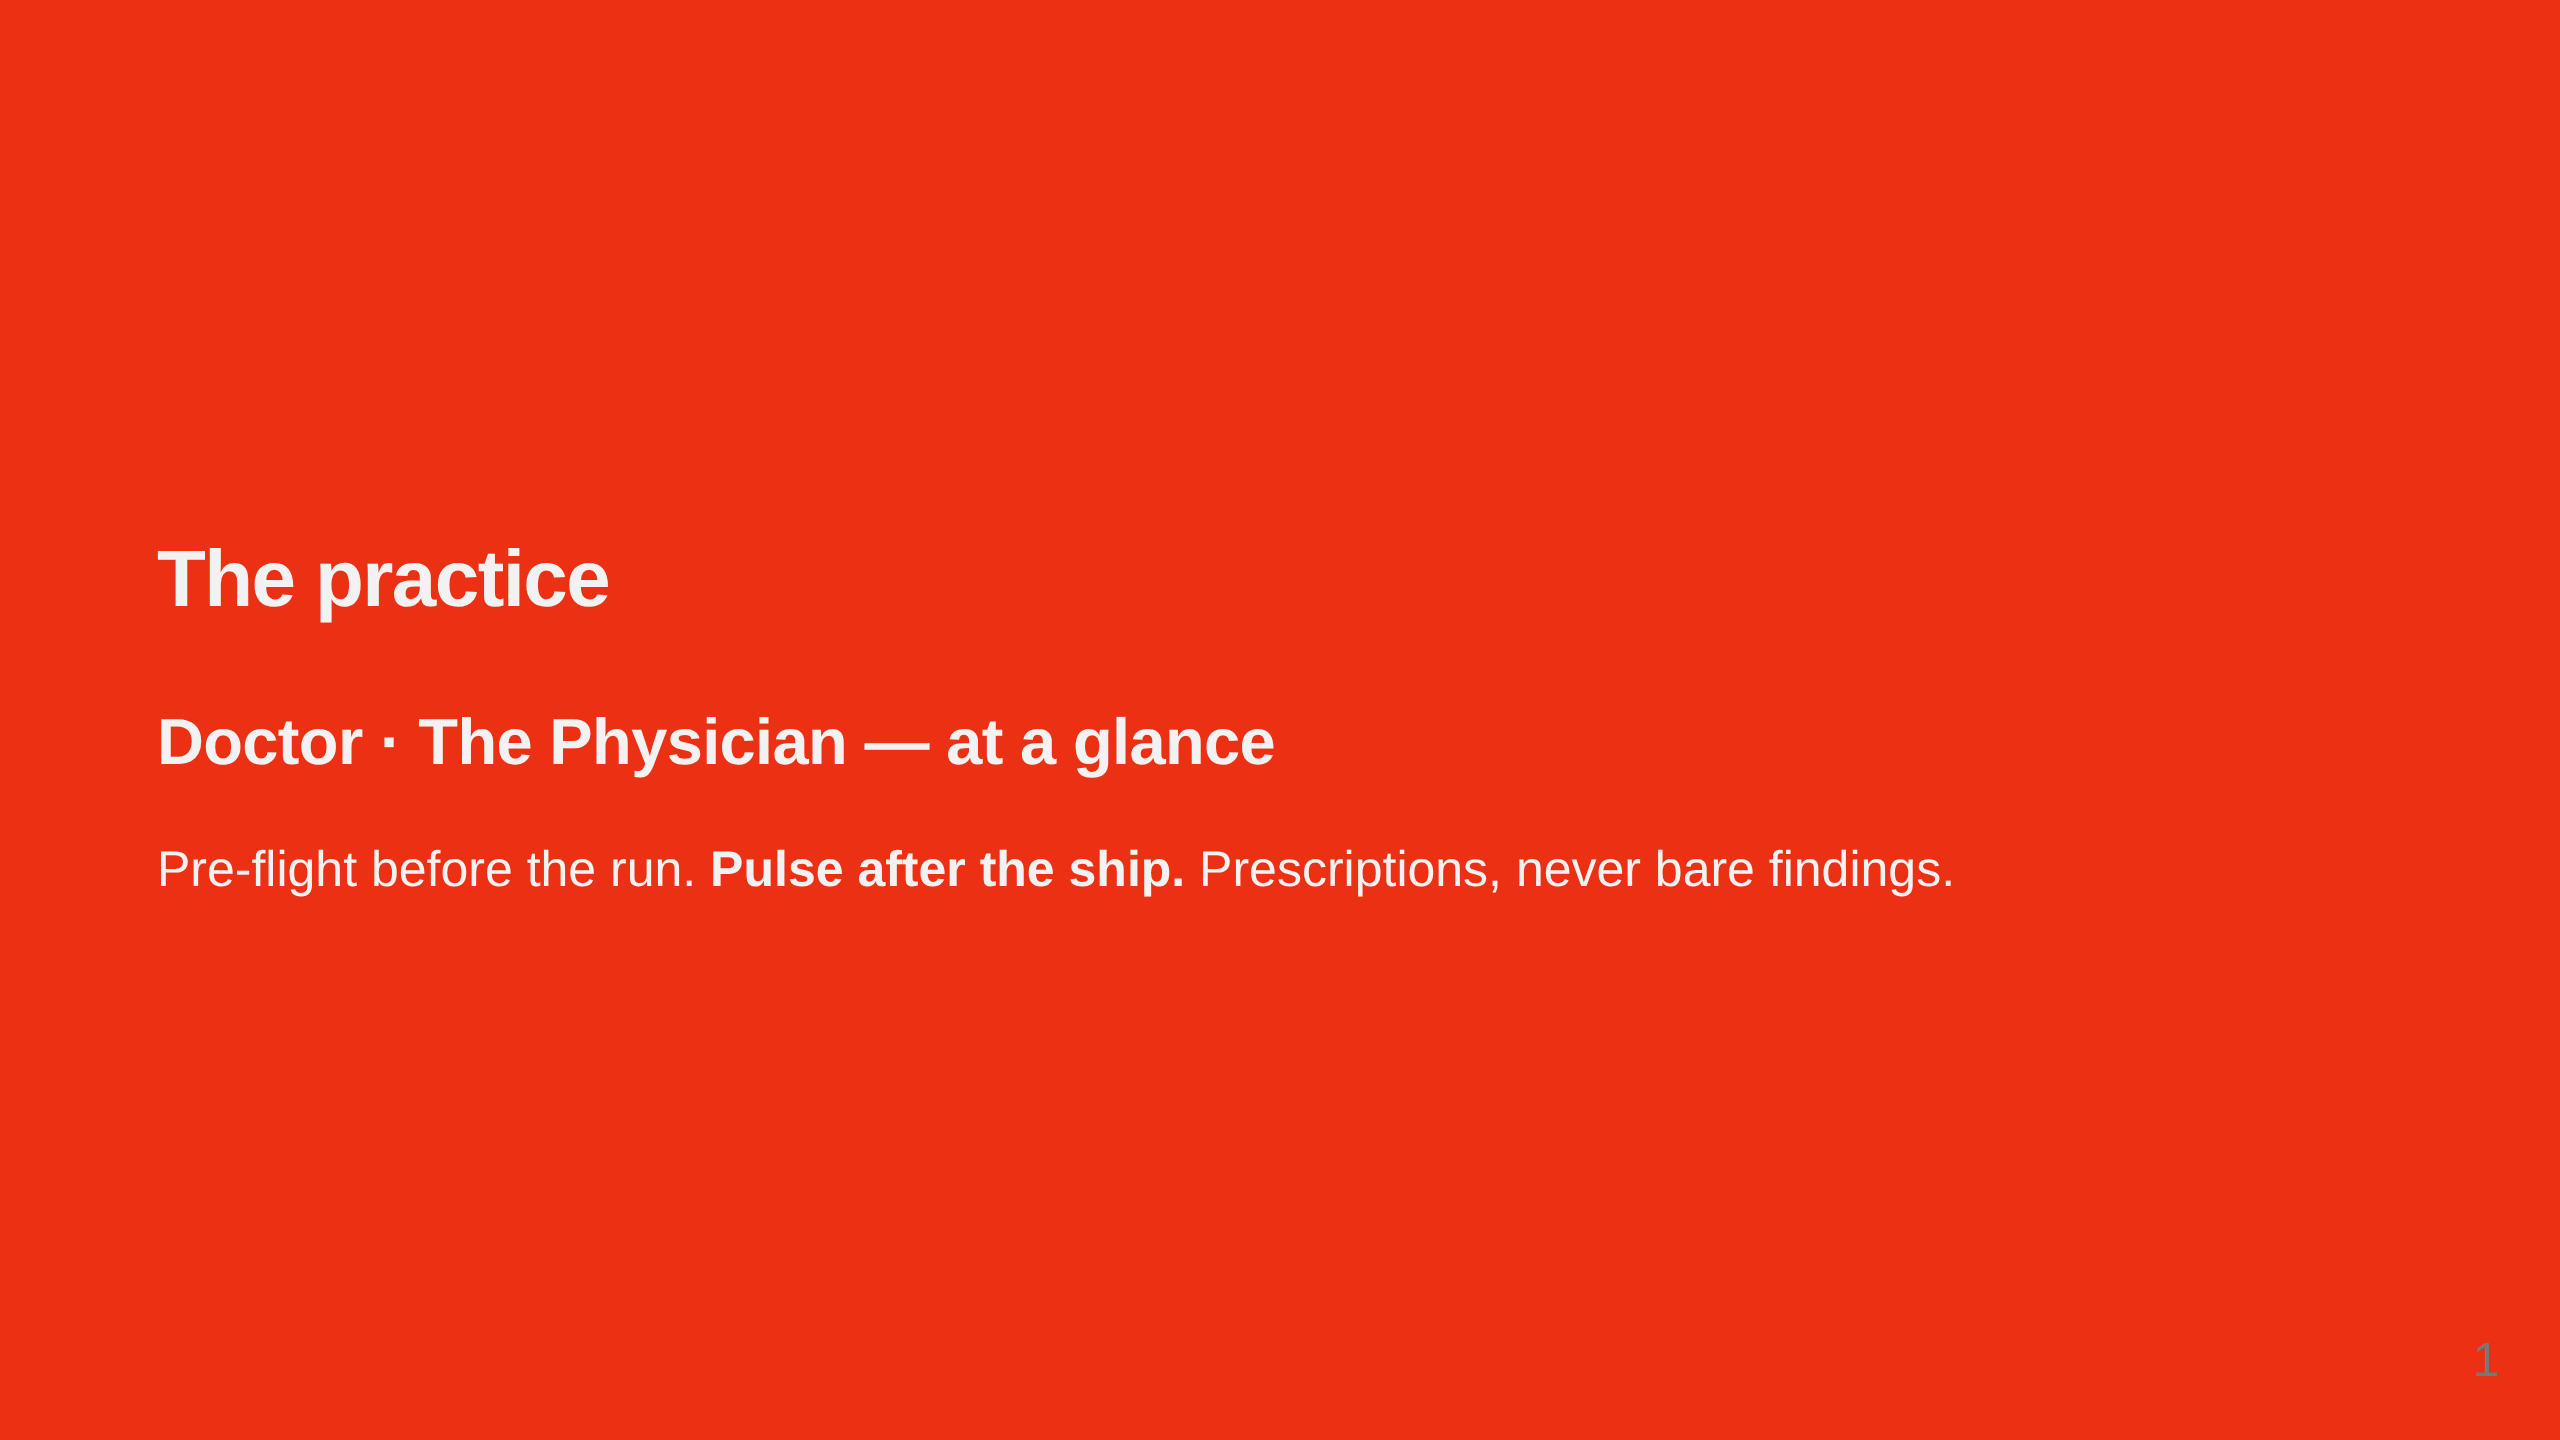 The practice
Doctor · The Physician — at a glance
Pre-flight before the run. Pulse after the ship. Prescriptions, never bare findings.
1